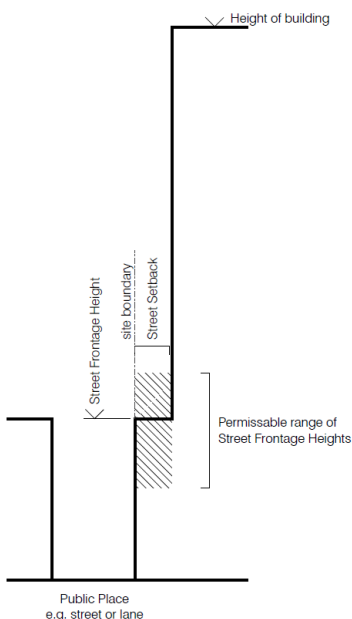 Height of building
Street Frontage Height
site boundary
Street Setback
Permissable range of
Street Frontage Heights
Public Place
e.g. street or lane